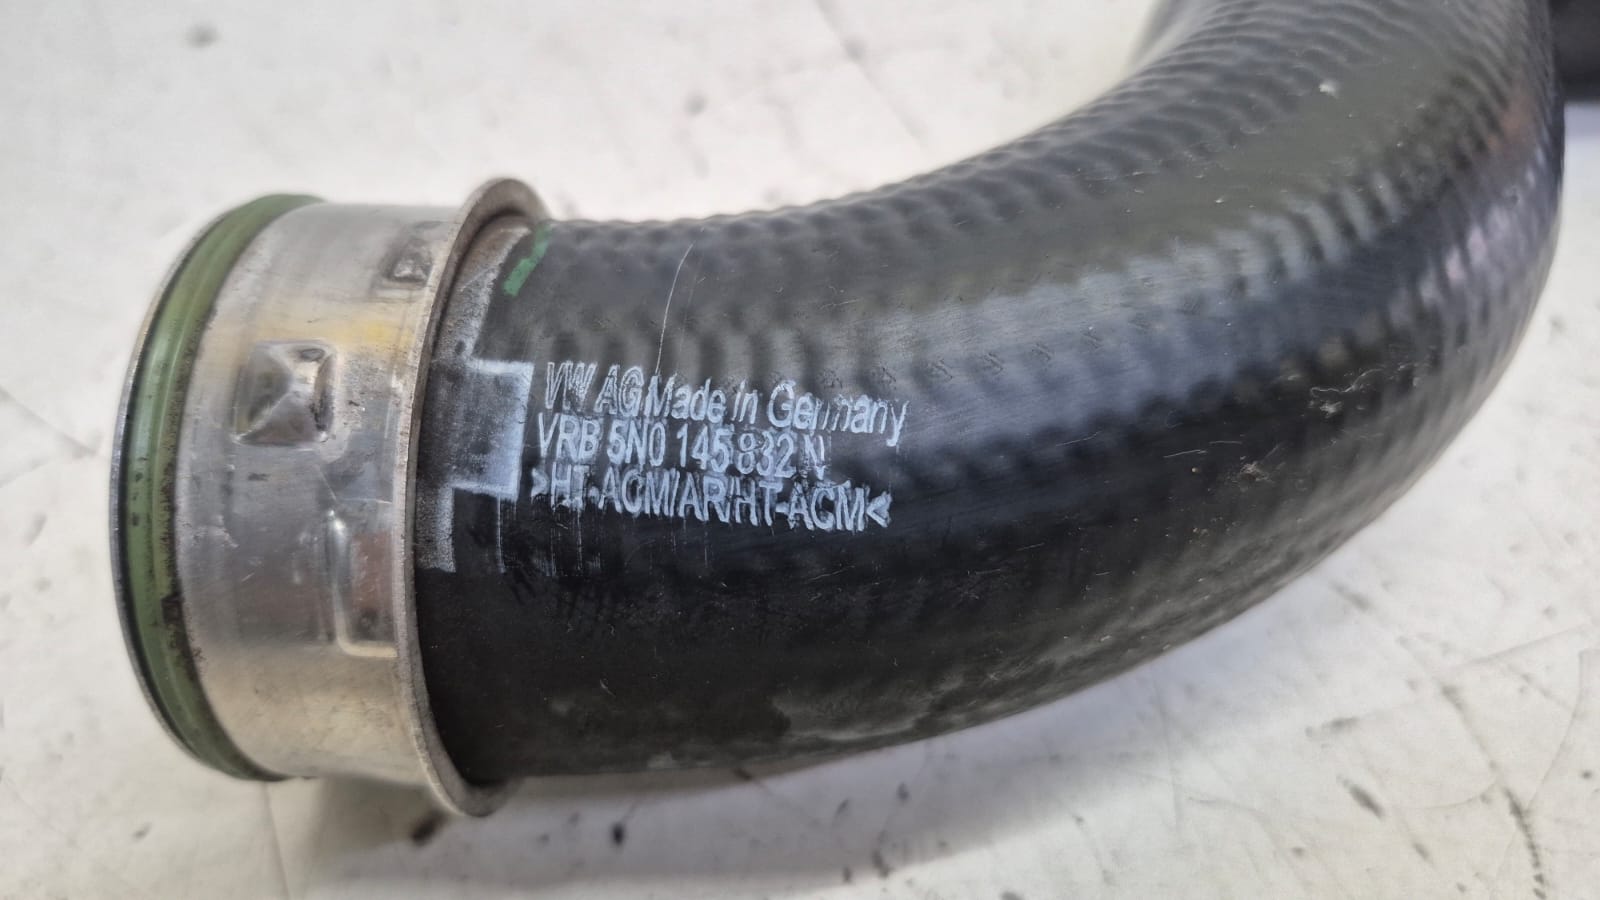 VW AG Made in Germany
VRB 5N0 145 832 N
>HT-ACM/AR/HT-ACM<